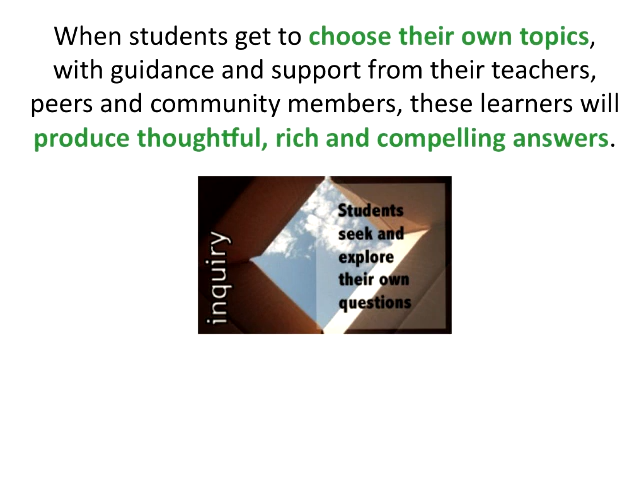 When students get to choose their own topics,
with guidance and support from their teachers,
peers and community members, these learners will
produce thoughtful, rich and compelling answers.
inquiry
Students
seek and
explore
their own
questions